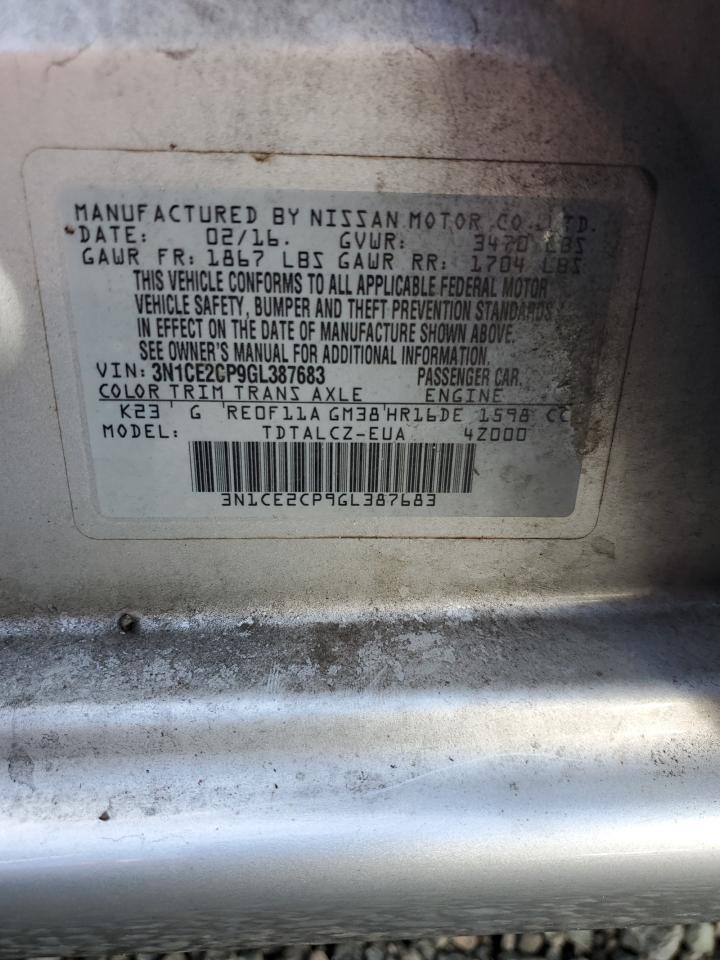 MANUFACTURED BY NISSAN MOTOR CO., LTD.
DATE: 02/16. GVWR: 3470 LBS
GAWR FR: 1867 LBS GAWR RR: 1704 LBS
THIS VEHICLE CONFORMS TO ALL APPLICABLE FEDERAL MOTOR
VEHICLE SAFETY, BUMPER AND THEFT PREVENTION STANDARDS
IN EFFECT ON THE DATE OF MANUFACTURE SHOWN ABOVE.
SEE OWNER'S MANUAL FOR ADDITIONAL INFORMATION.
VIN: 3N1CE2CP9GL387683 PASSENGER CAR
COLOR TRIM TRANS AXLE ENGINE
K23 G RE0F11A GM38 HR16DE 1598 CC
MODEL: TDTALCZ-EUA 4Z000
3N1CE2CP9GL387683